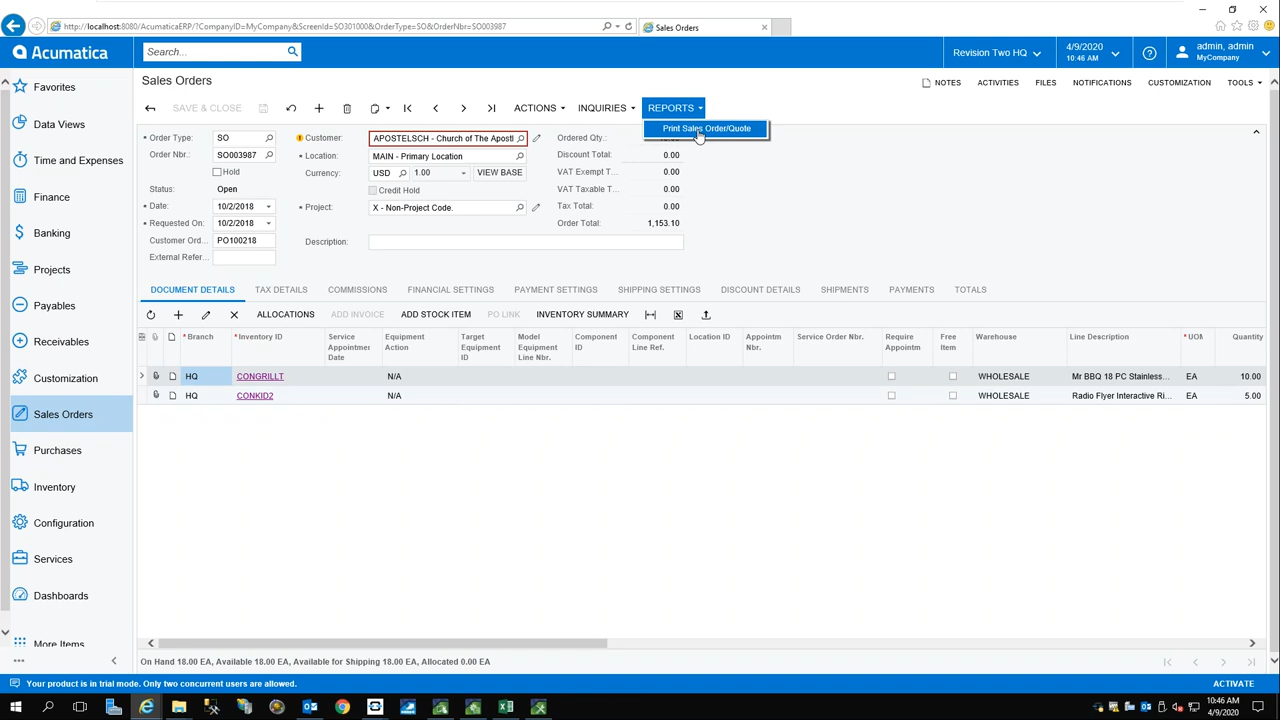 http://localhost:8080/AcumaticaERP/?CompanyID=MyCompany&ScreenId=SO301000&OrderType=SO&OrderNbr=SO003987
Sales Orders
Acumatica
Search...
Revision Two HQ
4/9/2020
10:46 AM
admin, admin
MyCompany
Sales Orders
NOTES ACTIVITIES FILES NOTIFICATIONS CUSTOMIZATION TOOLS
SAVE & CLOSE ACTIONS INQUIRIES REPORTS
Print Sales Order/Quote
Favorites
Data Views
Time and Expenses
Finance
Banking
Projects
Payables
Receivables
Customization
Sales Orders
Purchases
Inventory
Configuration
Services
Dashboards
More Items
Order Type: SO
Order Nbr.: SO003987
Hold
Status: Open
Date: 10/2/2018
Requested On: 10/2/2018
Customer Ord... PO100218
External Refer...
Customer: APOSTELSCH - Church of The Apostl
Location: MAIN - Primary Location
Currency: USD 1.00 VIEW BASE
Credit Hold
Project: X - Non-Project Code.
Description:
Ordered Qty.:
Discount Total: 0.00
VAT Exempt T... 0.00
VAT Taxable T... 0.00
Tax Total: 0.00
Order Total: 1,153.10
DOCUMENT DETAILS TAX DETAILS COMMISSIONS FINANCIAL SETTINGS PAYMENT SETTINGS SHIPPING SETTINGS DISCOUNT DETAILS SHIPMENTS PAYMENTS TOTALS
ALLOCATIONS ADD INVOICE ADD STOCK ITEM PO LINK INVENTORY SUMMARY
Branch
Inventory ID
Service Appointmen Date
Equipment Action
Target Equipment ID
Model Equipment Line Nbr.
Component ID
Component Line Ref.
Location ID
Appointm Nbr.
Service Order Nbr.
Require Appointm
Free Item
Warehouse
Line Description
UOM
Quantity
HQ CONGRILLT N/A WHOLESALE Mr BBQ 18 PC Stainless... EA 10.00
HQ CONKID2 N/A WHOLESALE Radio Flyer Interactive Ri... EA 5.00
On Hand 18.00 EA, Available 18.00 EA, Available for Shipping 18.00 EA, Allocated 0.00 EA
Your product is in trial mode. Only two concurrent users are allowed.
ACTIVATE
10:46 AM
4/9/2020